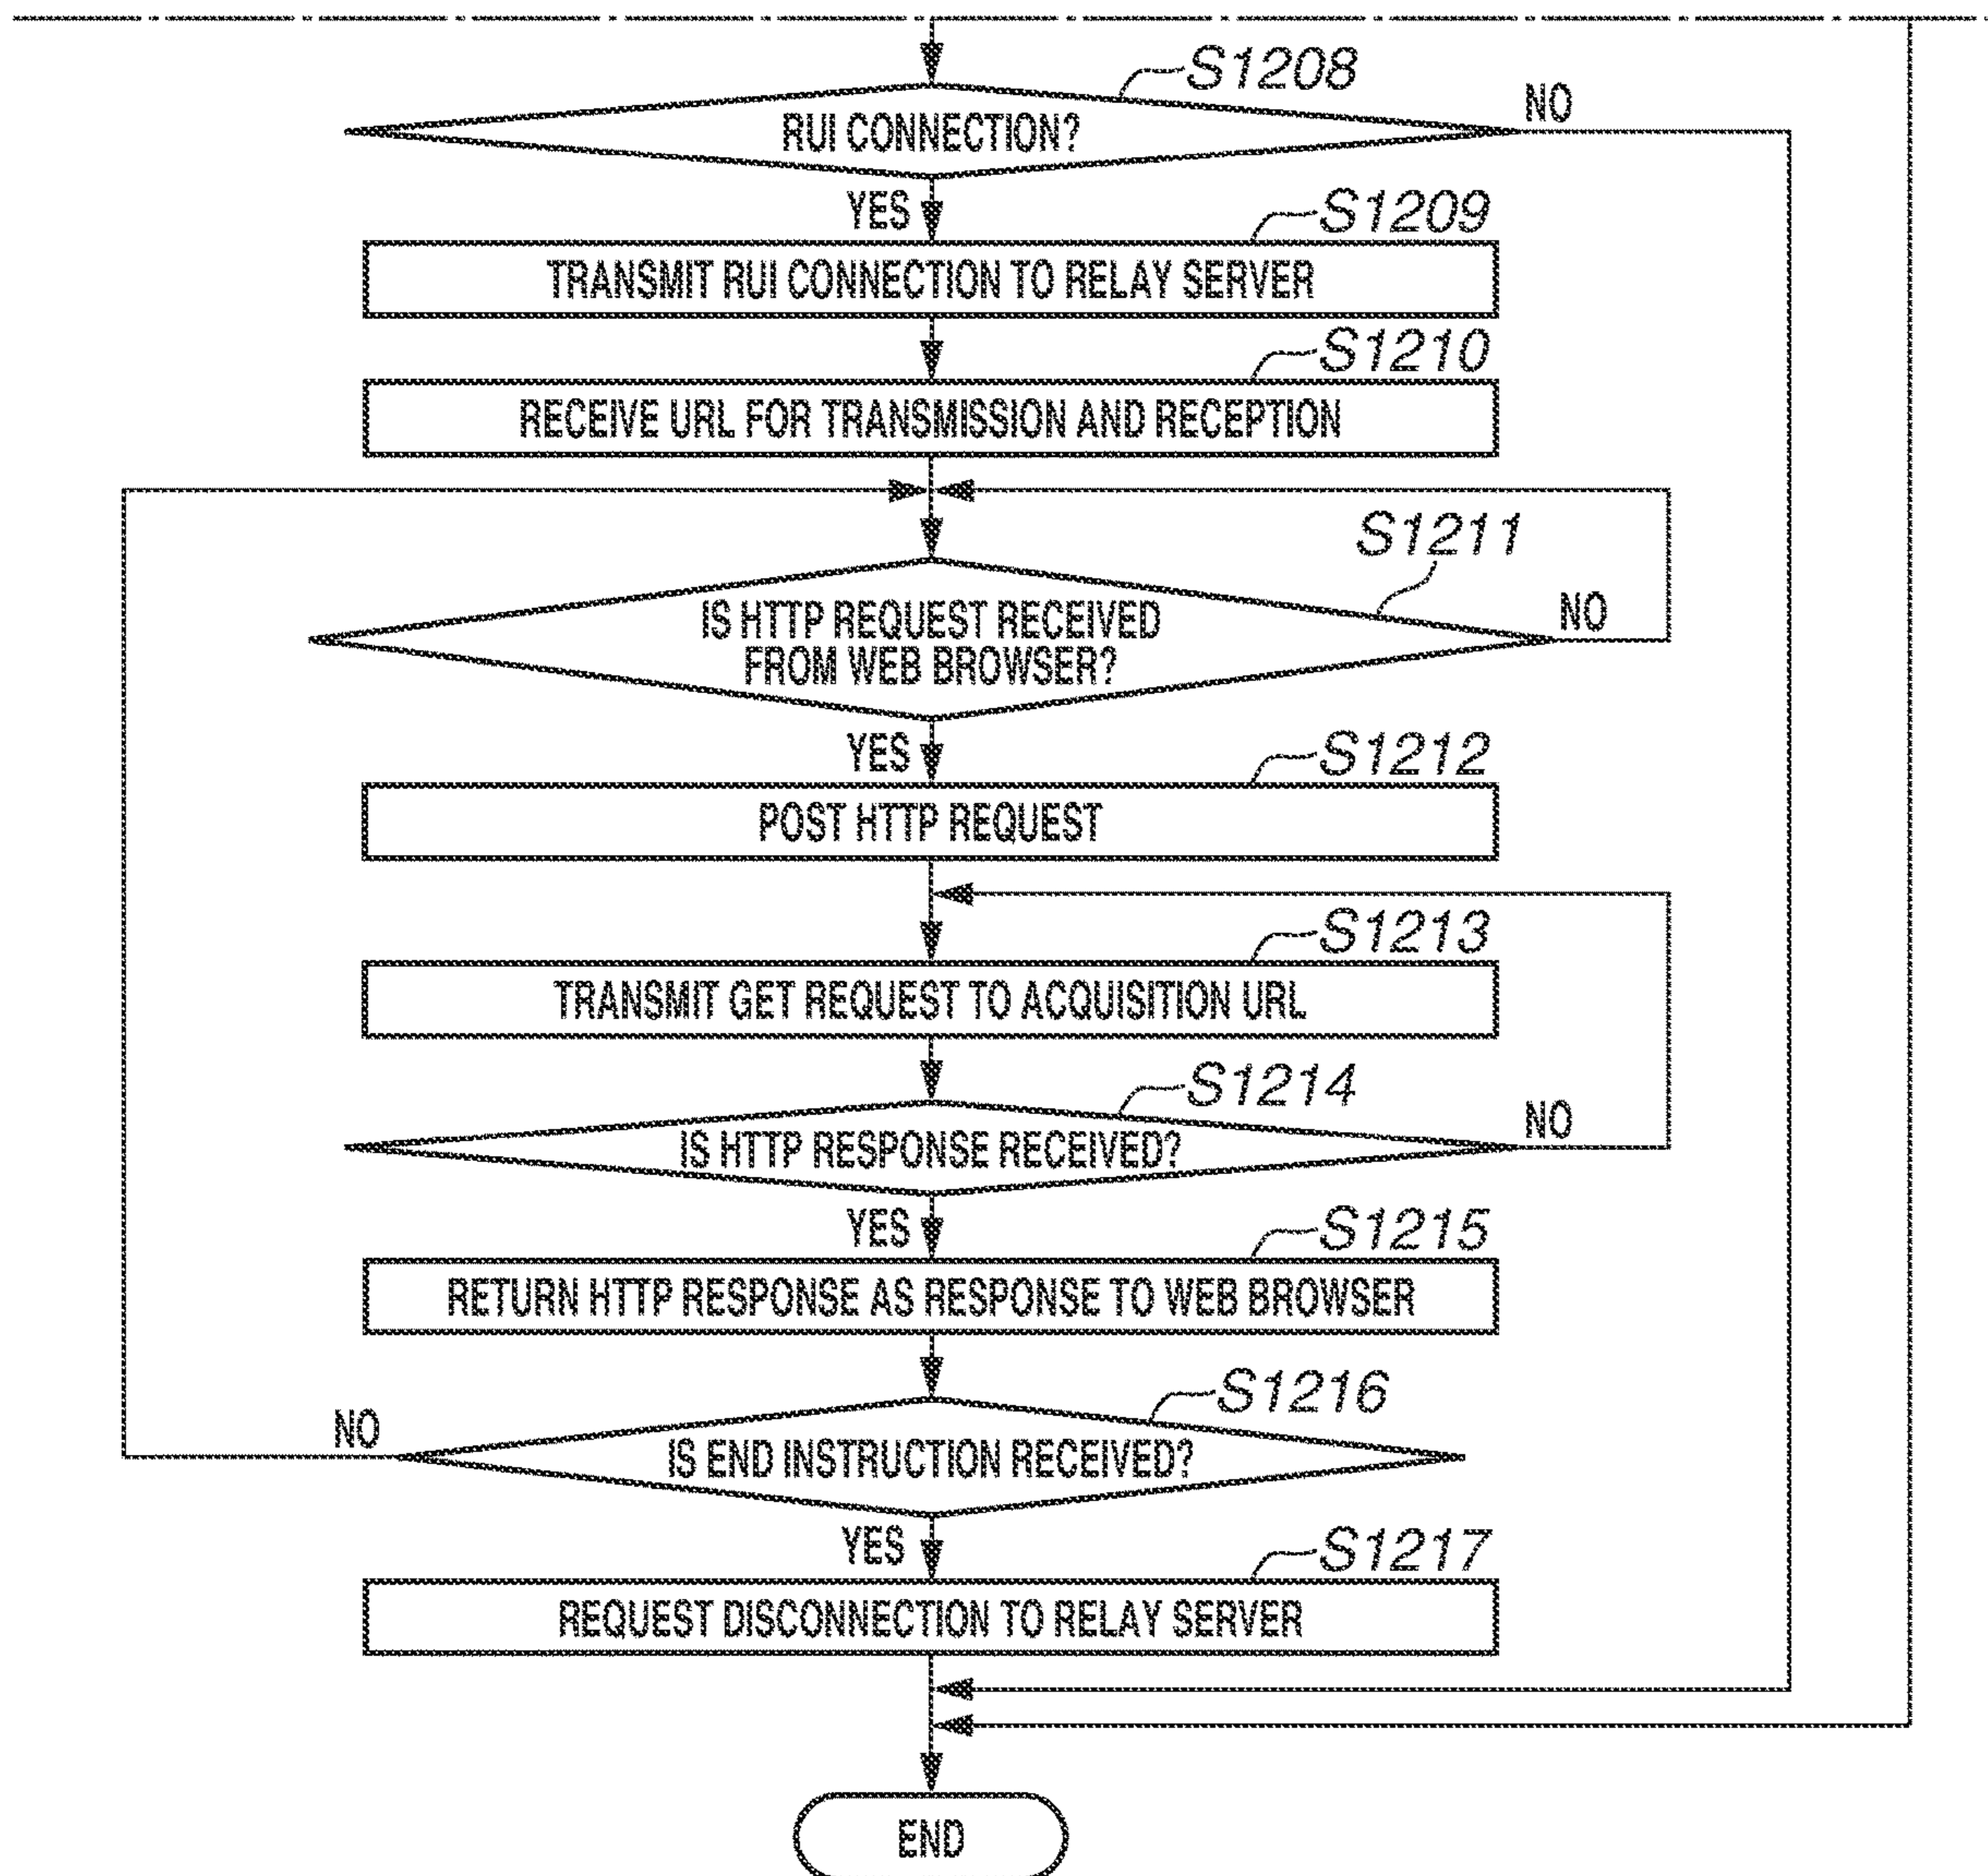 S1208
RUI CONNECTION?
NO
YES
S1209
TRANSMIT RUI CONNECTION TO RELAY SERVER
S1210
RECEIVE URL FOR TRANSMISSION AND RECEPTION
S1211
IS HTTP REQUEST RECEIVED
FROM WEB BROWSER?
NO
YES
S1212
POST HTTP REQUEST
S1213
TRANSMIT GET REQUEST TO ACQUISITION URL
S1214
IS HTTP RESPONSE RECEIVED?
NO
YES
S1215
RETURN HTTP RESPONSE AS RESPONSE TO WEB BROWSER
S1216
NO
IS END INSTRUCTION RECEIVED?
YES
S1217
REQUEST DISCONNECTION TO RELAY SERVER
END